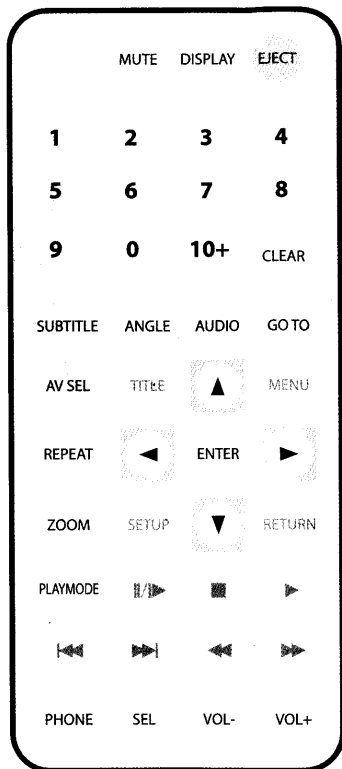 MUTE DISPLAY EJECT
1 2 3 4
5 6 7 8
9 0 10+ CLEAR
SUBTITLE ANGLE AUDIO GO TO
AV SEL TITLE MENU
REPEAT ENTER
ZOOM SETUP RETURN
PLAYMODE
PHONE SEL VOL- VOL+